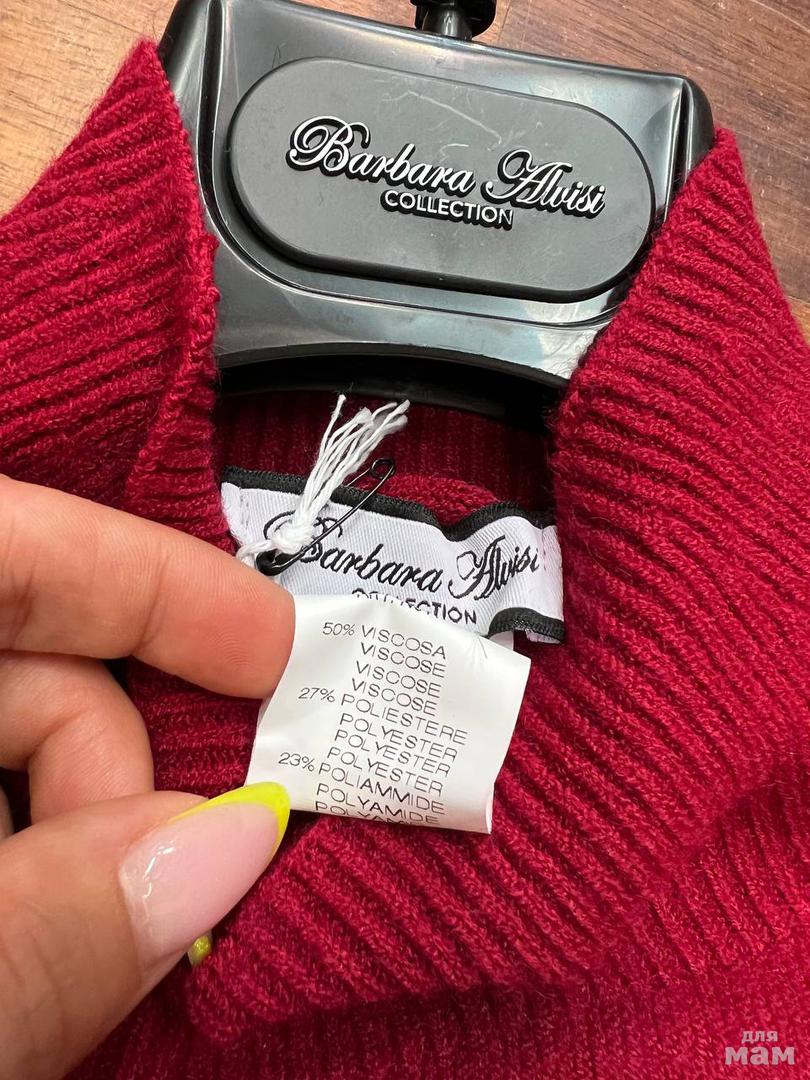 Barbara Alvisi
COLLECTION
Barbara Alvisi
COLLECTION
50% VISCOSA
VISCOSE
VISCOSE
VISCOSE
27% POLIESTERE
POLYESTER
POLYESTER
POLYESTER
23% POLIAMMIDE
POLYAMIDE
для
мам